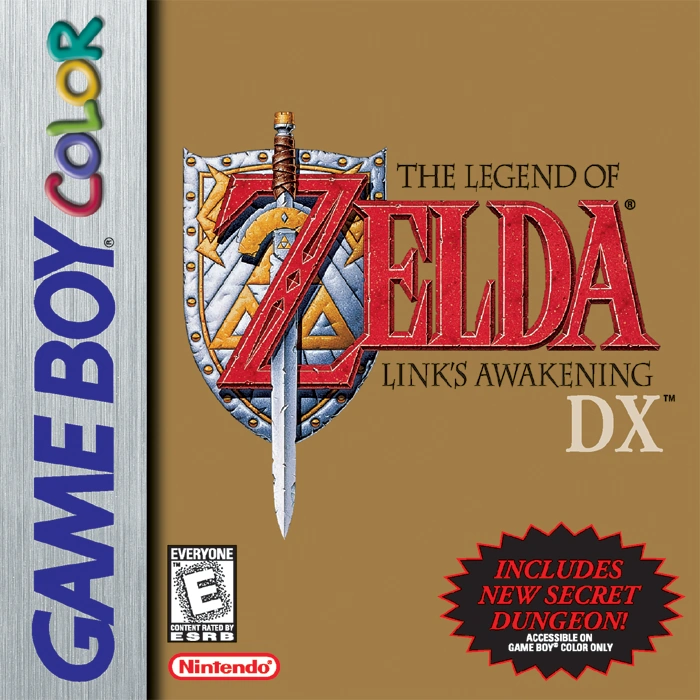 GAME BOY® COLOR
THE LEGEND OF
ZELDA®
LINK'S AWAKENING
DX™
EVERYONE
™
E
CONTENT RATED BY
ESRB
Nintendo®
INCLUDES
NEW SECRET
DUNGEON!
ACCESSIBLE ON
GAME BOY® COLOR ONLY